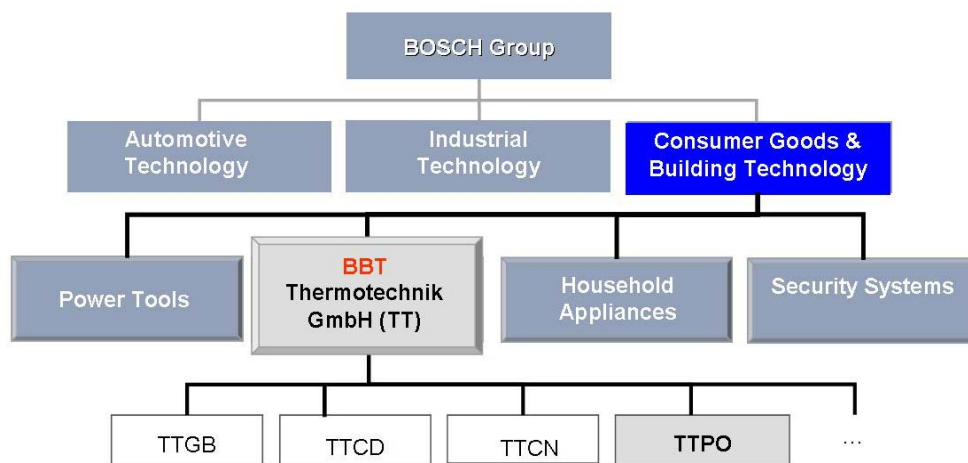 BOSCH Group
Automotive
Technology
Industrial
Technology
Consumer Goods &
Building Technology
Power Tools
BBT
Thermotechnik
GmbH (TT)
Household
Appliances
Security Systems
TTGB
TTCD
TTCN
TTPO
...